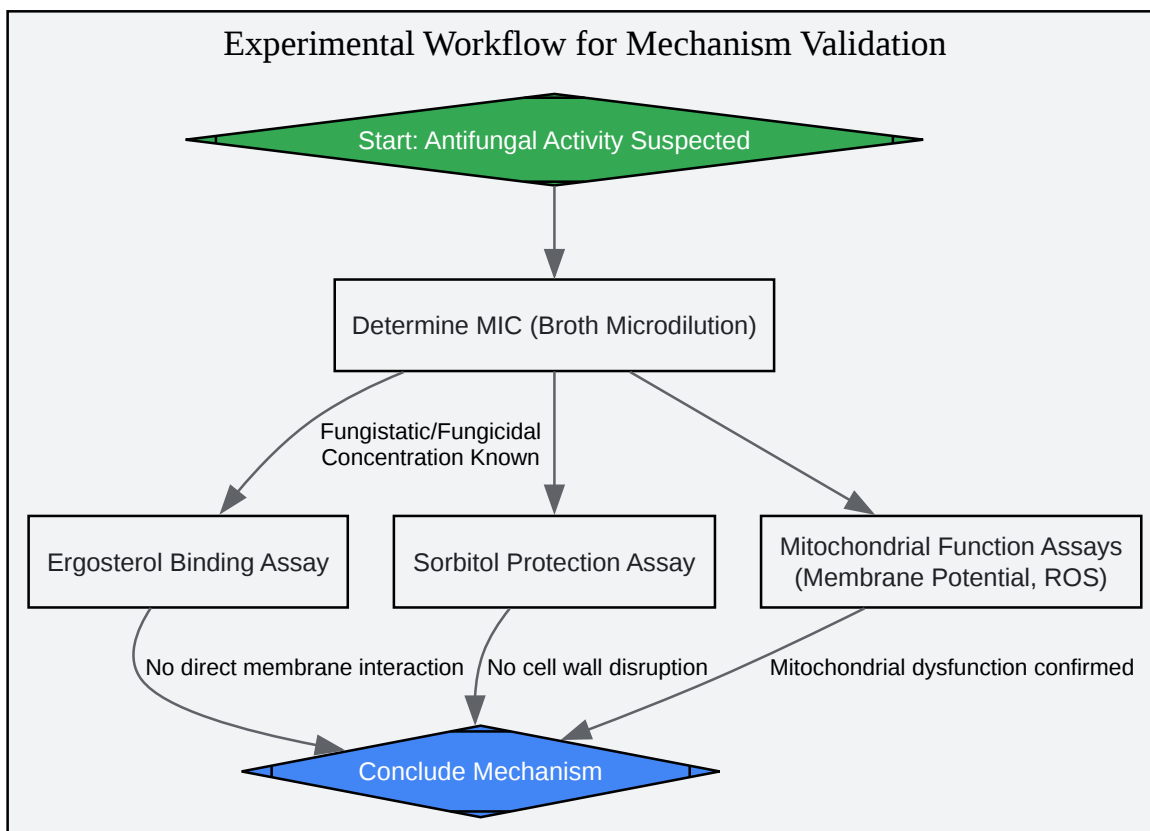 Experimental Workflow for Mechanism Validation
Start: Antifungal Activity Suspected
Determine MIC (Broth Microdilution)
Fungistatic/Fungicidal
Concentration Known
Ergosterol Binding Assay
Sorbitol Protection Assay
Mitochondrial Function Assays
(Membrane Potential, ROS)
No direct membrane interaction
No cell wall disruption
Mitochondrial dysfunction confirmed
Conclude Mechanism